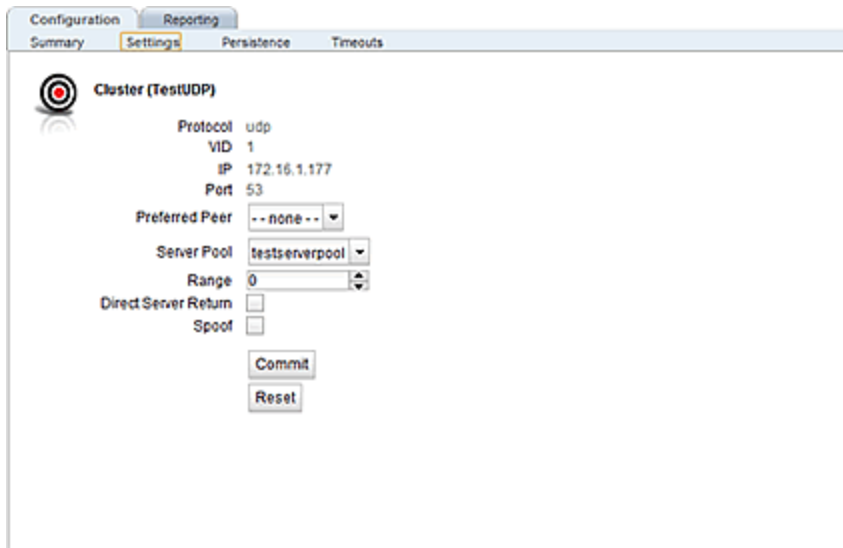 Configuration Reporting
Summary Settings Persistence Timeouts
Cluster (TestUDP)
Protocol udp
VID 1
IP 172.16.1.177
Port 53
Preferred Peer - - none - -
Server Pool testserverpool
Range 0
Direct Server Return
Spoof
Commit
Reset